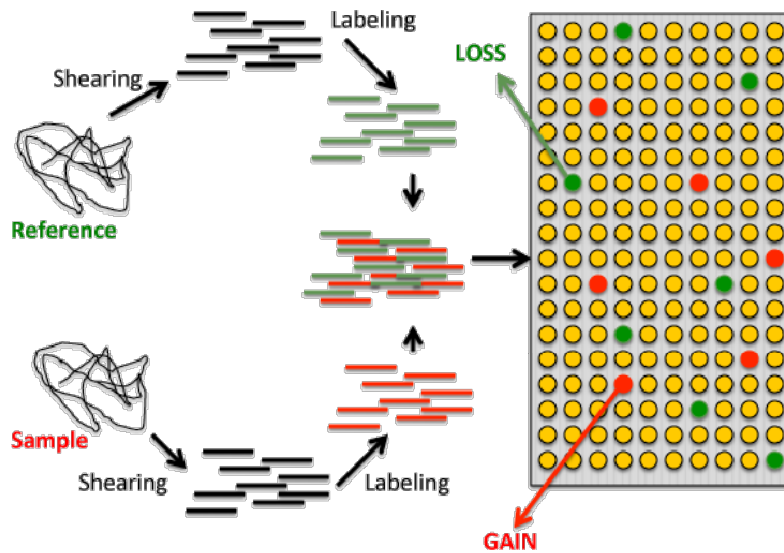 Labeling
LOSS
Shearing
Reference
Sample
Shearing
Labeling
GAIN